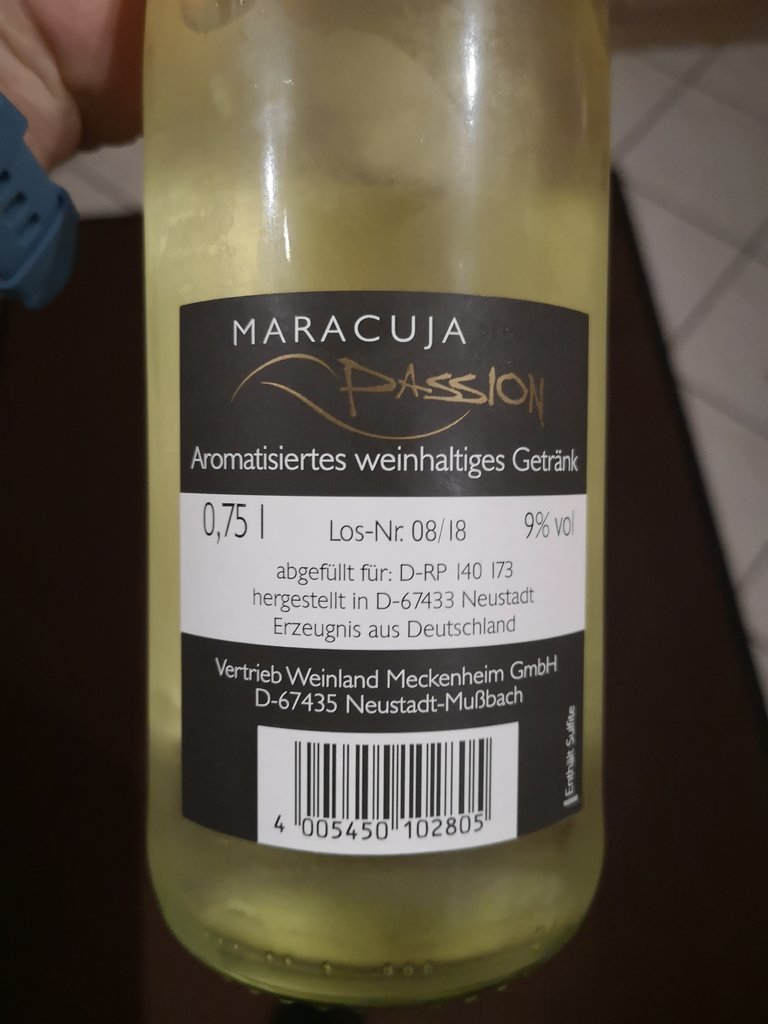 MARACUJA
PASSION
Aromatisiertes weinhaltiges Getränk
0,75 l Los-Nr. 08/18 9% vol
abgefüllt für: D-RP 140 173
hergestellt in D-67433 Neustadt
Erzeugnis aus Deutschland
Vertrieb Weinland Meckenheim GmbH
D-67435 Neustadt-Mußbach
Enthält Sulfite
4 005450 102805